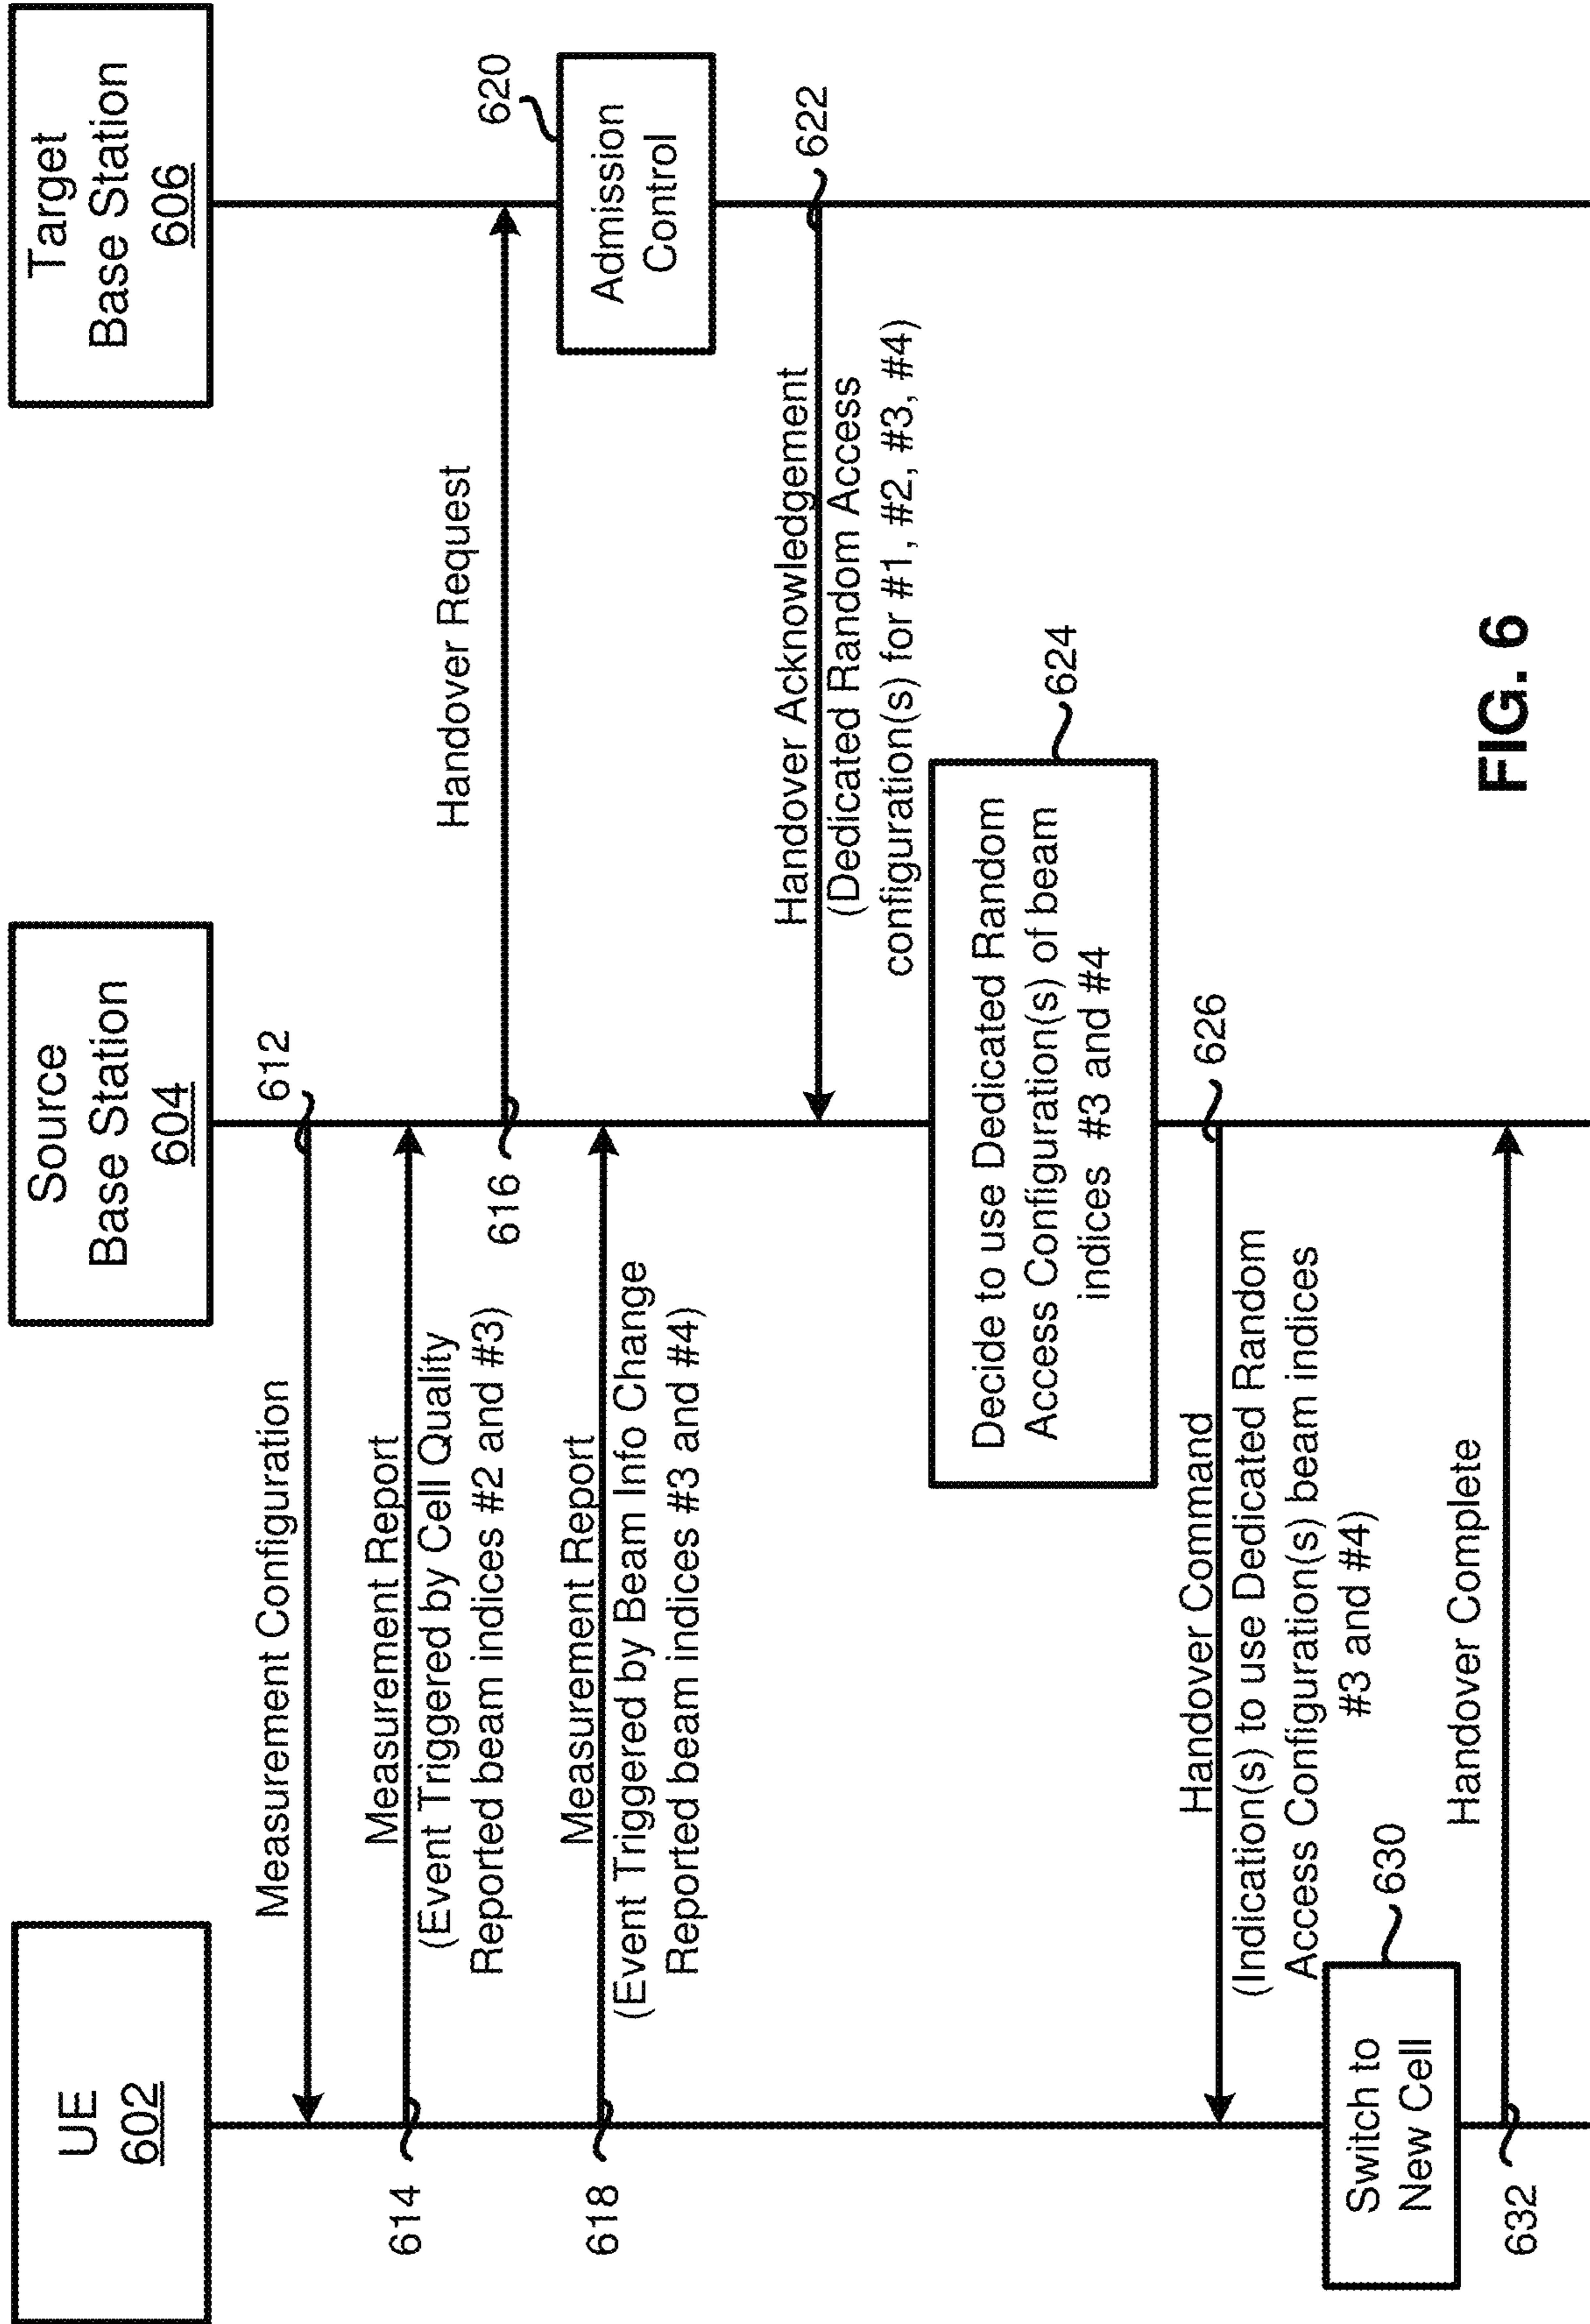 UE
602
Source
Base Station
604
Target
Base Station
606
612
Measurement Configuration
614
Measurement Report
(Event Triggered by Cell Quality
Reported beam indices #2 and #3)
616
Handover Request
618
Measurement Report
(Event Triggered by Beam Info Change
Reported beam indices #3 and #4)
620
Admission
Control
622
Handover Acknowledgement
(Dedicated Random Access
configuration(s) for #1, #2, #3, #4)
Decide to use Dedicated Random
Access Configuration(s) of beam
indices #3 and #4
624
626
Handover Command
(Indication(s) to use Dedicated Random
Access Configuration(s) beam indices
#3 and #4)
Switch to
New Cell
630
632
Handover Complete
FIG. 6